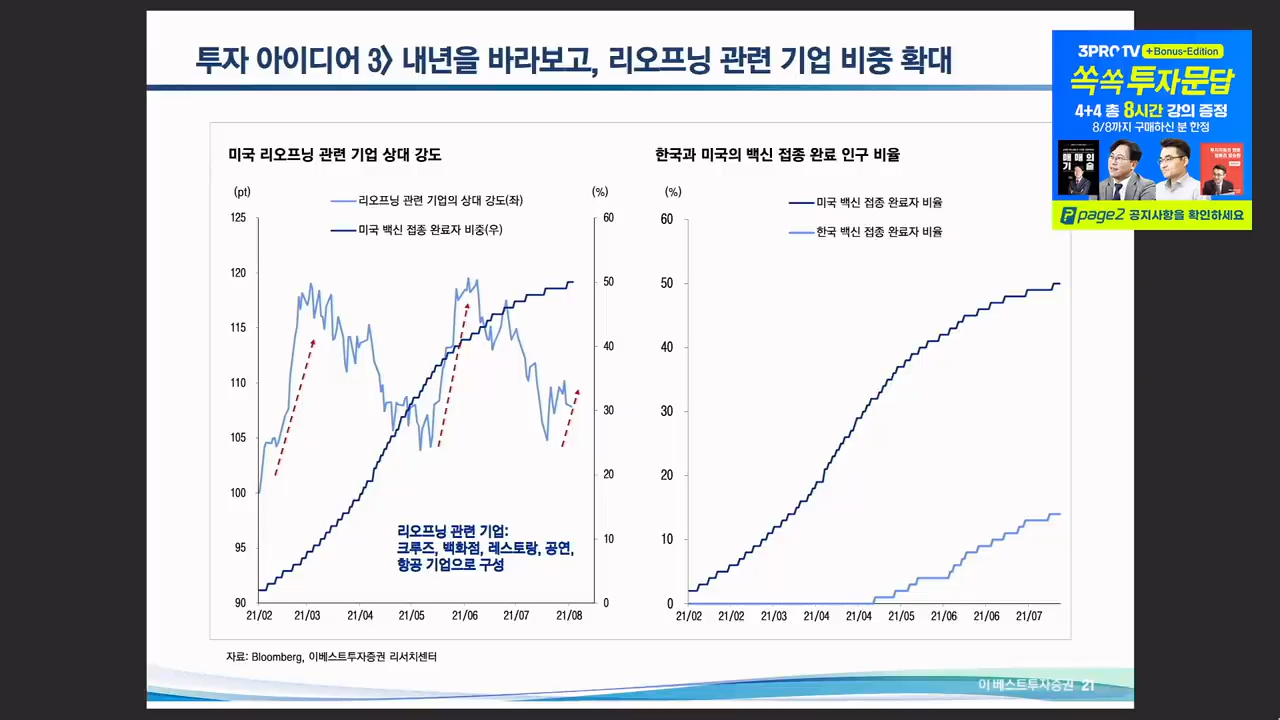 투자 아이디어 3> 내년을 바라보고, 리오프닝 관련 기업 비중 확대
3PROTV +Bonus-Edition
쏙쏙 투자문답
4+4 총 8시간 강의 증정
8/8까지 구매하신 분 한정
매매의
기술
page2 공지사항을 확인하세요
미국 리오프닝 관련 기업 상대 강도
(pt)
(%)
리오프닝 관련 기업의 상대 강도(좌)
미국 백신 접종 완료자 비중(우)
125
120
115
110
105
100
95
90
60
50
40
30
20
10
0
리오프닝 관련 기업:
크루즈, 백화점, 레스토랑, 공연,
항공 기업으로 구성
21/02 21/03 21/04 21/05 21/06 21/07 21/08
한국과 미국의 백신 접종 완료 인구 비율
(%)
미국 백신 접종 완료자 비율
한국 백신 접종 완료자 비율
60
50
40
30
20
10
0
21/02 21/02 21/03 21/04 21/04 21/05 21/06 21/06 21/07
자료: Bloomberg, 이베스트투자증권 리서치센터
이베스트투자증권 21